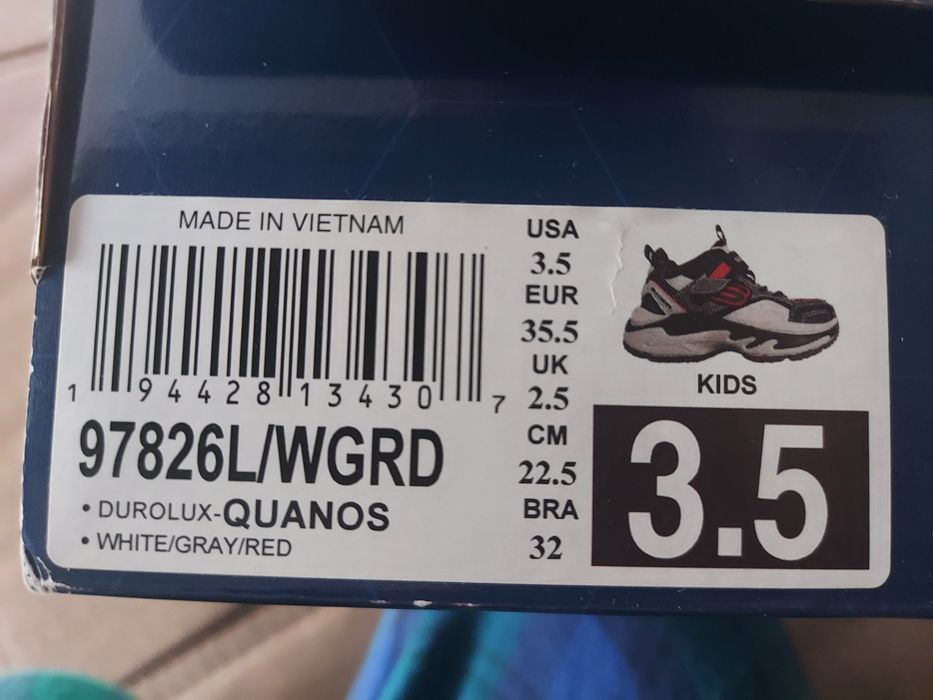 MADE IN VIETNAM
1 94428 13430 7
97826L/WGRD
• DUROLUX-QUANOS
• WHITE/GRAY/RED
USA
3.5
EUR
35.5
UK
2.5
CM
22.5
BRA
32
KIDS
3.5